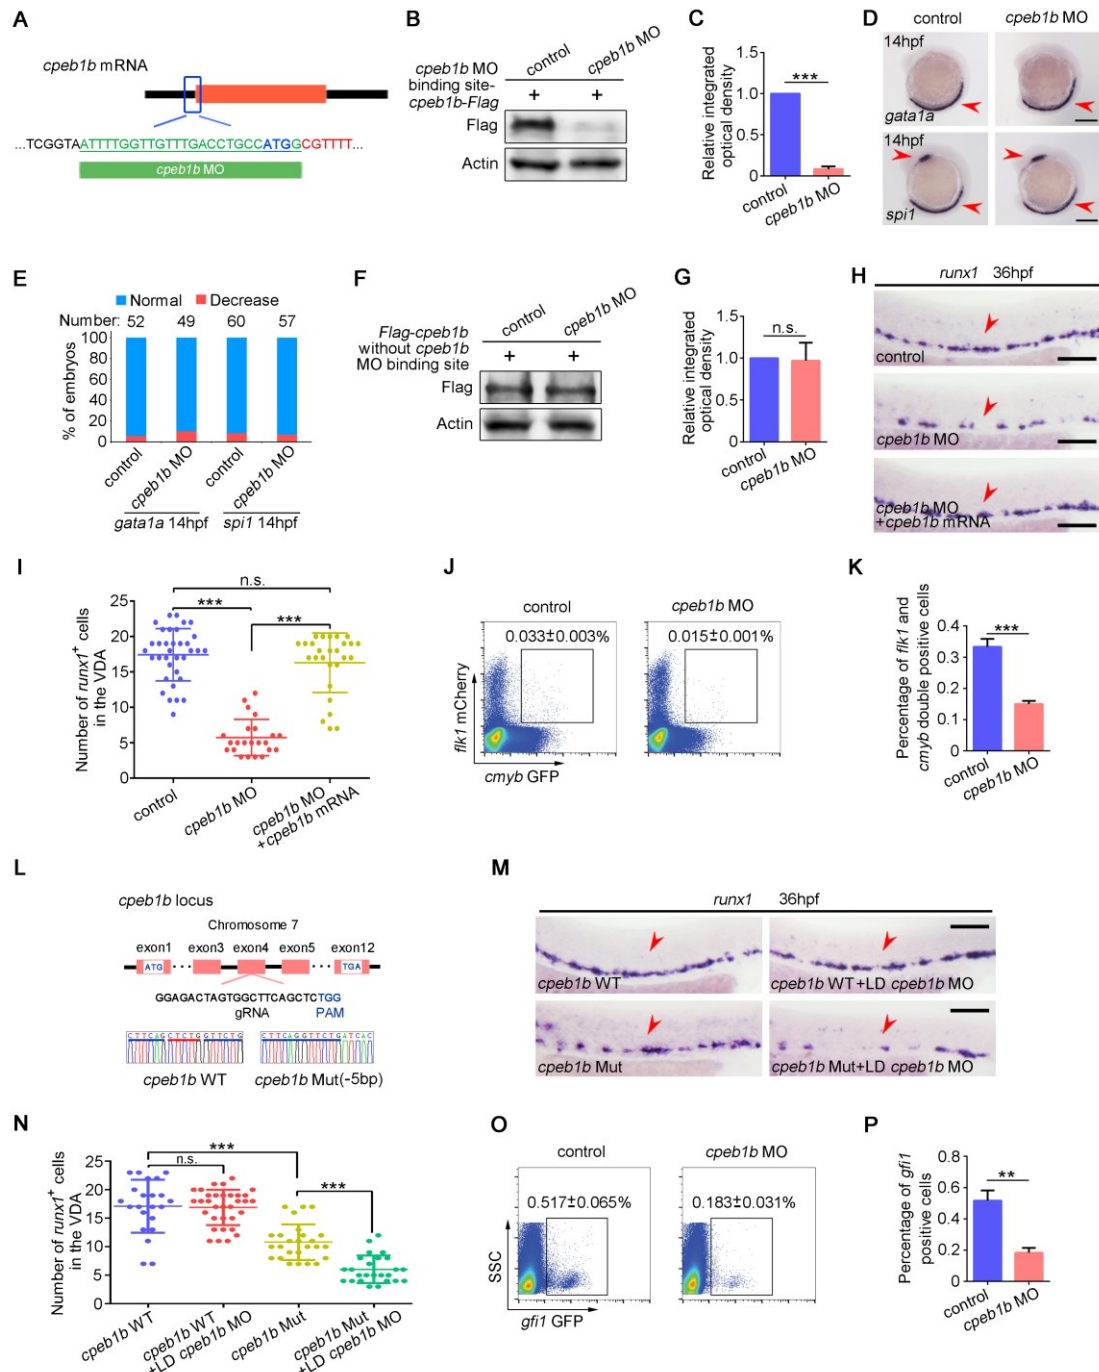 A
cpeb1b mRNA
...TCGGTAATTTTGGTTGTTTGACCTGCCATGGCGTTTT...
cpeb1b MO
B
control
cpeb1b MO
cpeb1b MO
binding site-
cpeb1b-Flag
+ +
Flag
Actin
C
Relative integrated
optical density
1.5
1.0
0.5
0.0
***
control
cpeb1b MO
D
control
cpeb1b MO
14hpf
gata1a
14hpf
spi1
E
Normal
Decrease
Number: 52 49 60 57
% of embryos
100
80
60
40
20
0
control
cpeb1b MO
control
cpeb1b MO
gata1a 14hpf
spi1 14hpf
F
control
cpeb1b MO
Flag-cpeb1b
without cpeb1b
MO binding site
+ +
Flag
Actin
G
Relative integrated
optical density
1.5
1.0
0.5
0.0
n.s.
control
cpeb1b MO
H
runx1 36hpf
control
cpeb1b MO
cpeb1b MO
+cpeb1b mRNA
I
Number of runx1+ cells
in the VDA
25
20
15
10
5
0
n.s.
***
***
control
cpeb1b MO
cpeb1b MO
+cpeb1b mRNA
J
control
cpeb1b MO
0.033±0.003%
0.015±0.001%
flk1 mCherry
cmyb GFP
K
Percentage of flk1 and
cmyb double positive cells
0.4
0.3
0.2
0.1
0
***
control
cpeb1b MO
L
cpeb1b locus
Chromosome 7
exon1 exon3 exon4 exon5 exon12
ATG
TGA
GGAGACTAGTGGCTTCAGCTCTGG
gRNA
PAM
CTTCAGCTCTGGTTCTG
CTTCAGGTTCTGATCAC
cpeb1b WT
cpeb1b Mut(-5bp)
M
runx1 36hpf
cpeb1b WT
cpeb1b WT+LD cpeb1b MO
cpeb1b Mut
cpeb1b Mut+LD cpeb1b MO
N
Number of runx1+ cells
in the VDA
25
20
15
10
5
0
***
n.s.
***
cpeb1b WT
cpeb1b WT
+LD cpeb1b MO
cpeb1b Mut
cpeb1b Mut
+LD cpeb1b MO
O
control
cpeb1b MO
0.517±0.065%
0.183±0.031%
SSC
gfi1 GFP
P
Percentage of gfi1
positive cells
0.8
0.6
0.4
0.2
0
**
control
cpeb1b MO